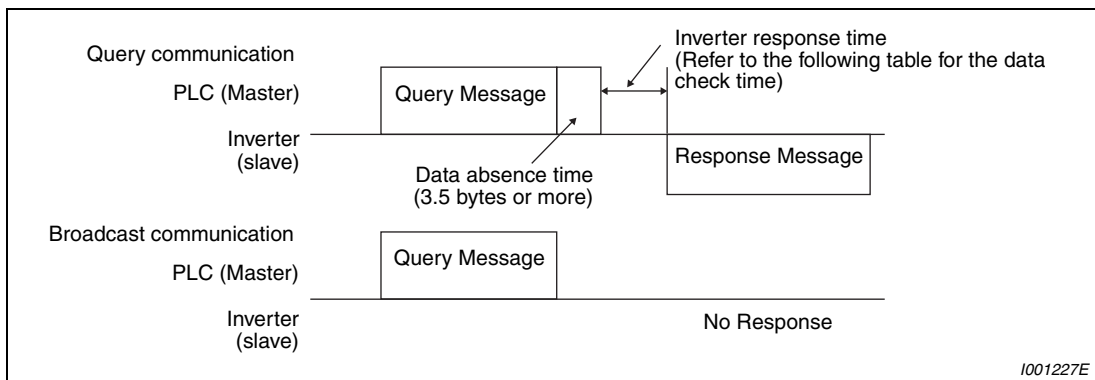 Query communication
PLC (Master)
Inverter
(slave)
Query Message
Data absence time
(3.5 bytes or more)
Inverter response time
(Refer to the following table for the data
check time)
Response Message
Broadcast communication
PLC (Master)
Inverter
(slave)
Query Message
No Response
I001227E